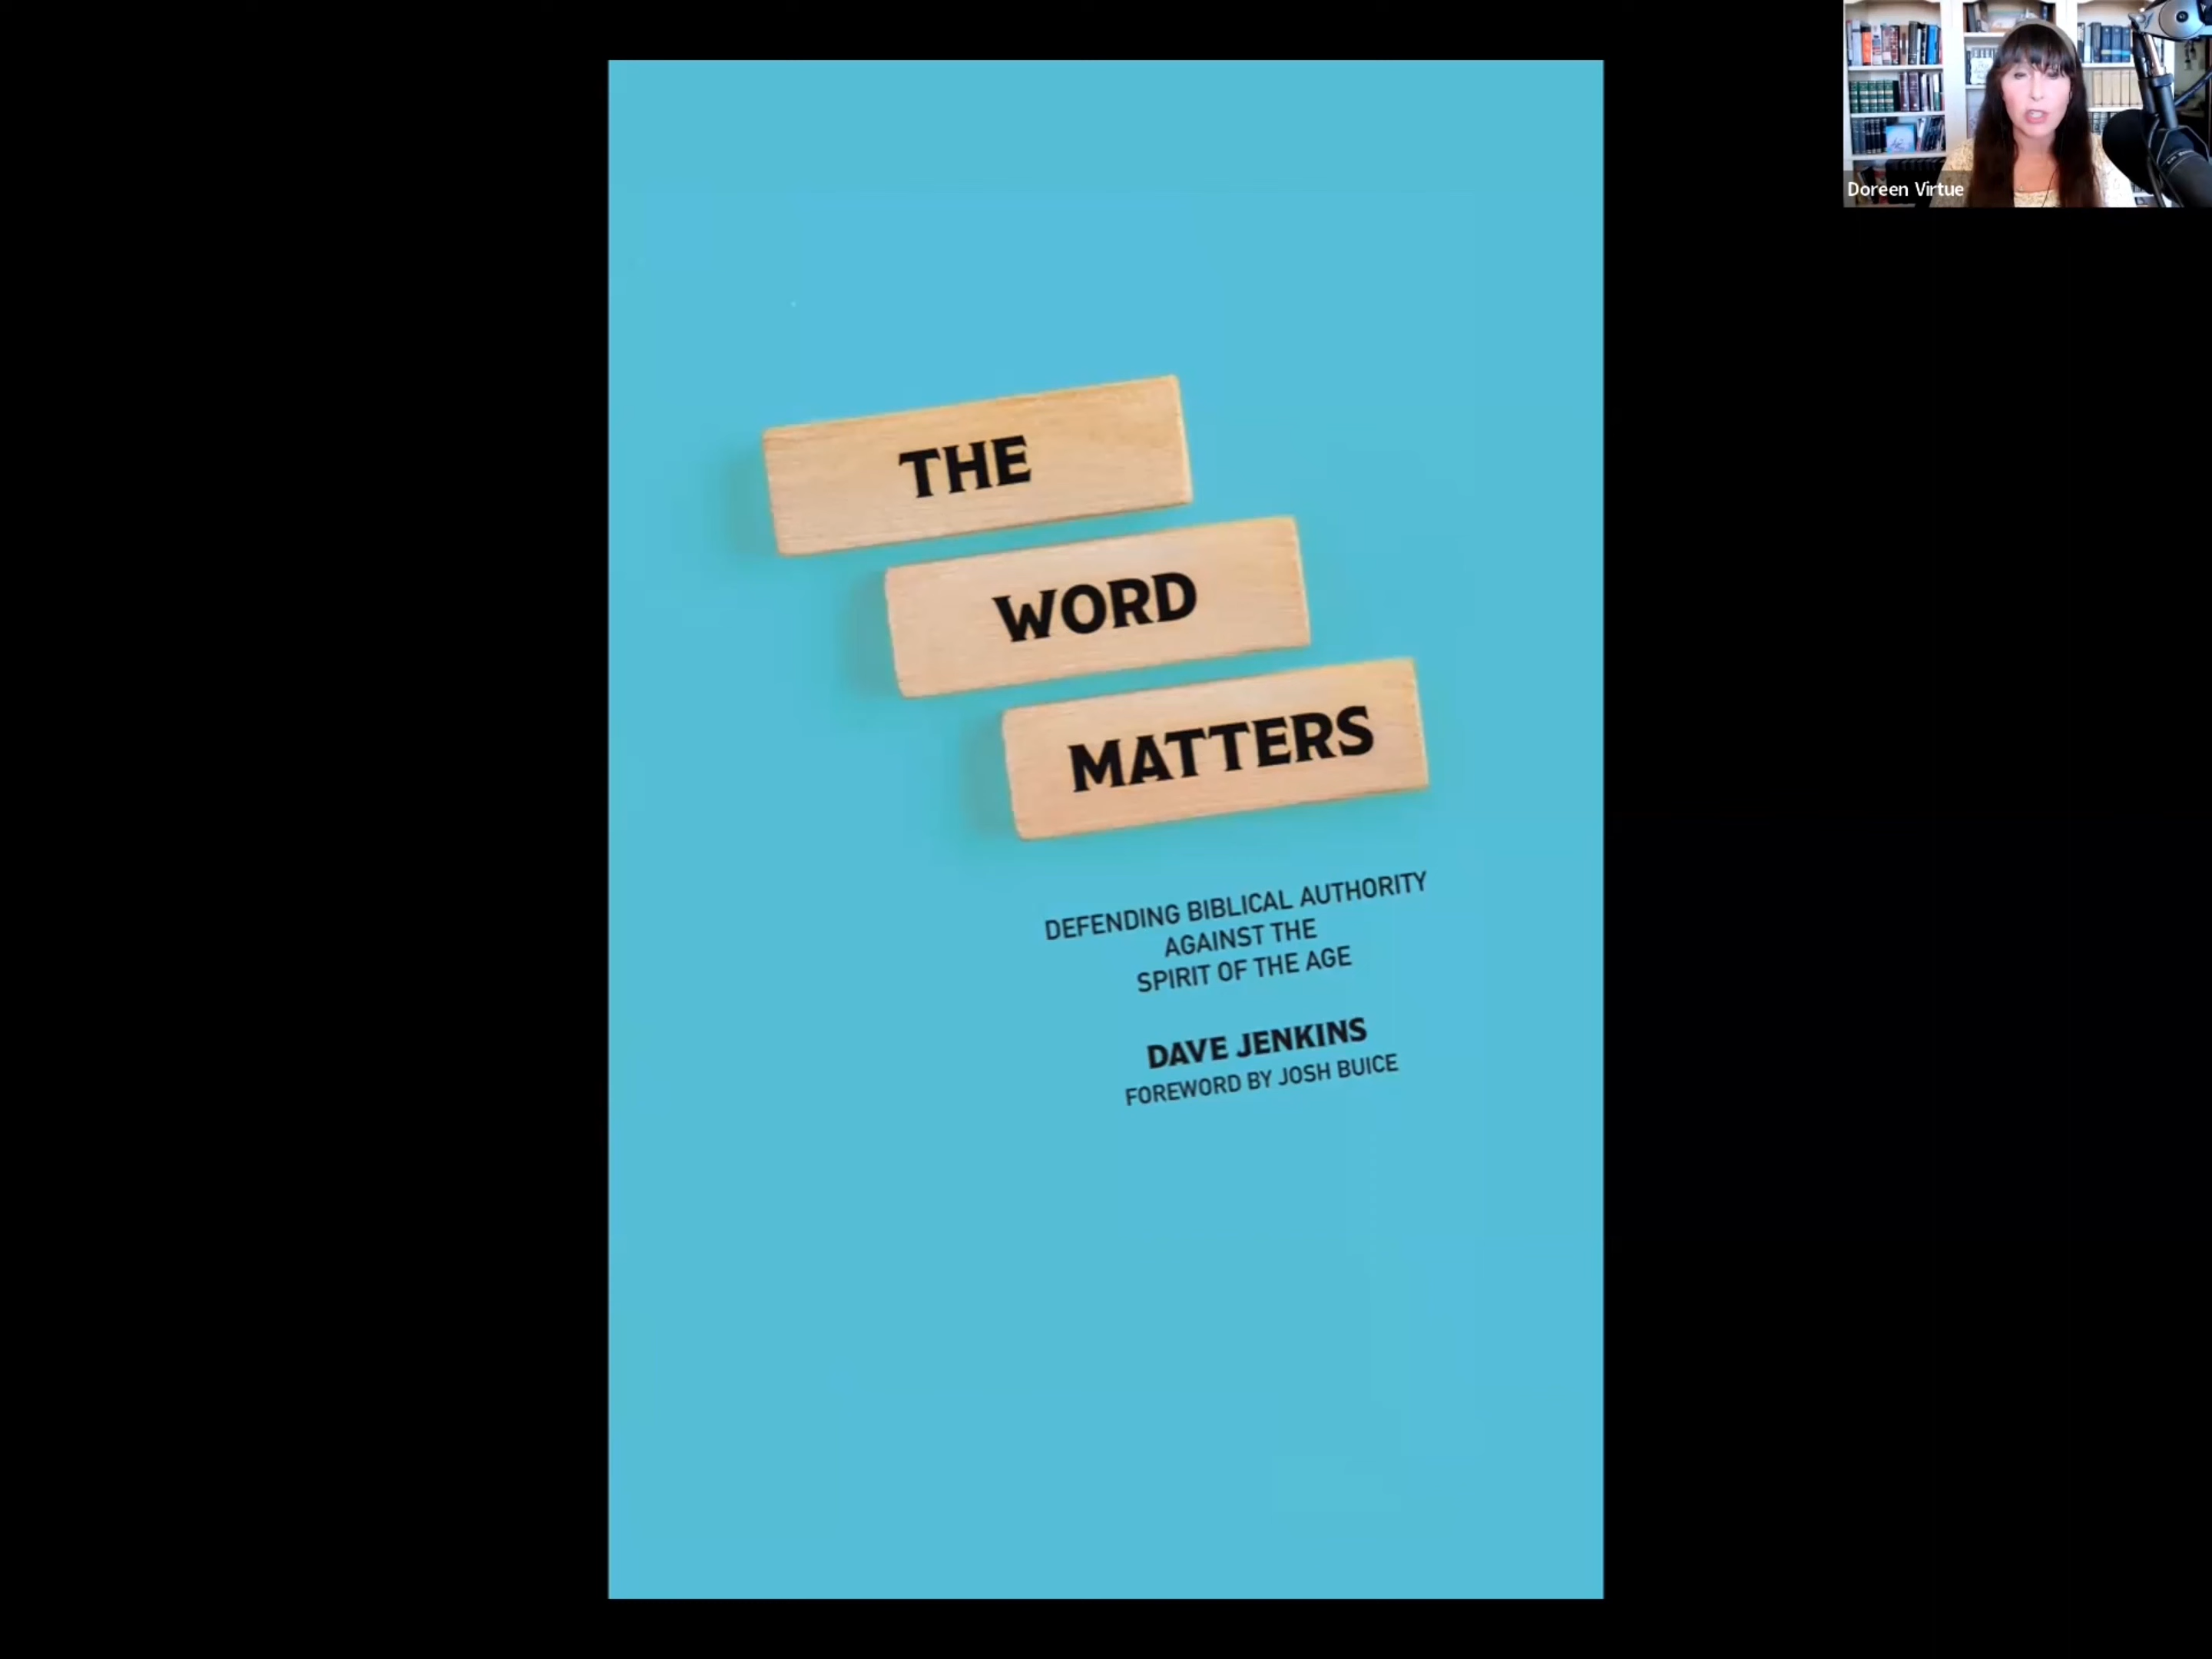 THE
WORD
MATTERS
DEFENDING BIBLICAL AUTHORITY
AGAINST THE
SPIRIT OF THE AGE
DAVE JENKINS
FOREWORD BY JOSH BUICE
Doreen Virtue